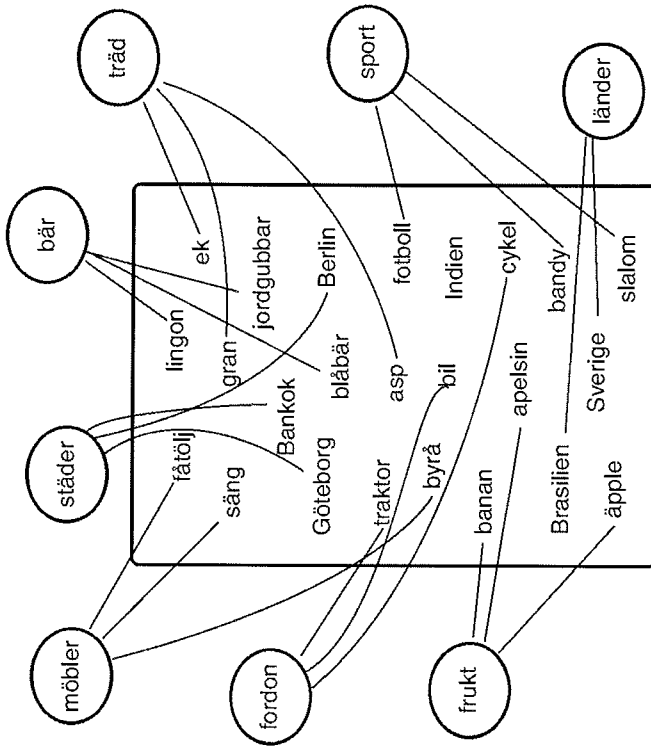 möbler
städer
bär
träd
fåtölj
lingon
ek
säng
gran
jordgubbar
fordon
Bankok
Göteborg
blåbär
Berlin
sport
traktor
asp
fotboll
byrå
bil
Indien
frukt
banan
cykel
apelsin
bandy
Brasilien
Sverige
länder
äpple
slalom